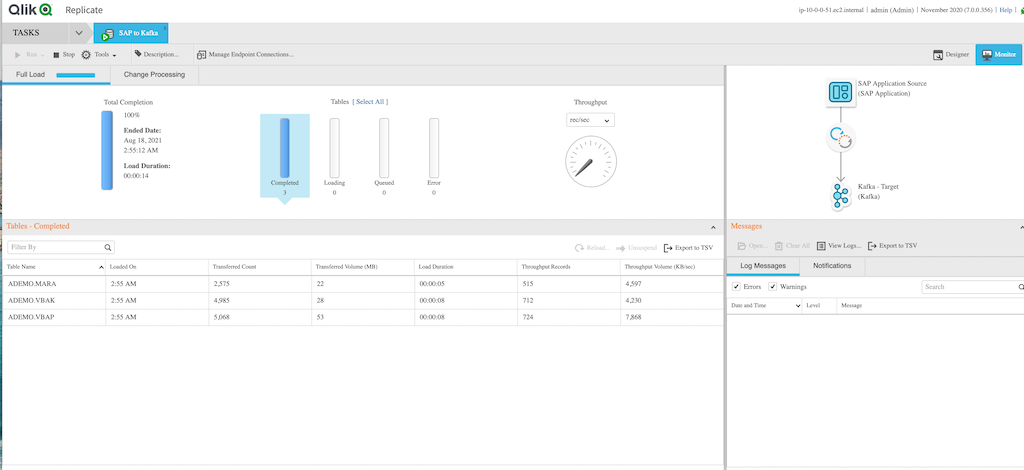 Qlik Replicate
ip-10-0-0-51.ec2.internal | admin (Admin) | November 2020 (7.0.0.356) | Help |
TASKS
SAP to Kafka
Run Stop Tools Description... Manage Endpoint Connections... Designer Monitor
Full Load Change Processing
Total Completion
100%
Ended Date:
Aug 18, 2021
2:55:12 AM
Load Duration:
00:00:14
Tables [ Select All ]
Completed Loading Queued Error
3 0 0 0
Throughput
rec/sec
SAP Application Source
(SAP Application)
Kafka - Target
(Kafka)
Tables - Completed
Filter By
Reload... Unsuspend Export to TSV
Table Name Loaded On Transferred Count Transferred Volume (MB) Load Duration Throughput Records Throughput Volume (KB/sec)
ADEMO.MARA 2:55 AM 2,575 22 00:00:05 515 4,597
ADEMO.VBAK 2:55 AM 4,985 28 00:00:08 712 4,230
ADEMO.VBAP 2:55 AM 5,068 53 00:00:08 724 7,868
Messages
Open... Clear All View Logs... Export to TSV
Log Messages Notifications
Errors Warnings Search
Date and Time Level Message